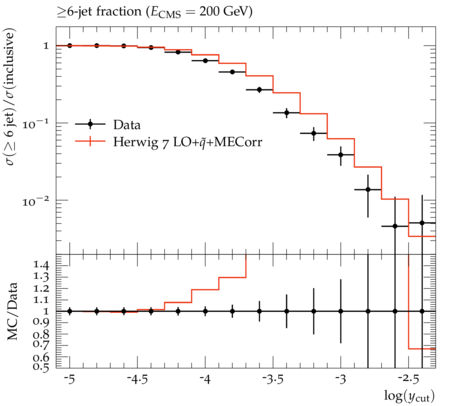 ≥6-jet fraction (E_CMS = 200 GeV)
σ(≥ 6 jet)/σ(inclusive)
1
10⁻¹
10⁻²
Data
Herwig 7 LO+q̃+MECorr
MC/Data
1.4
1.3
1.2
1.1
1
0.9
0.8
0.7
0.6
0.5
-5 -4.5 -4 -3.5 -3 -2.5
log(y_cut)